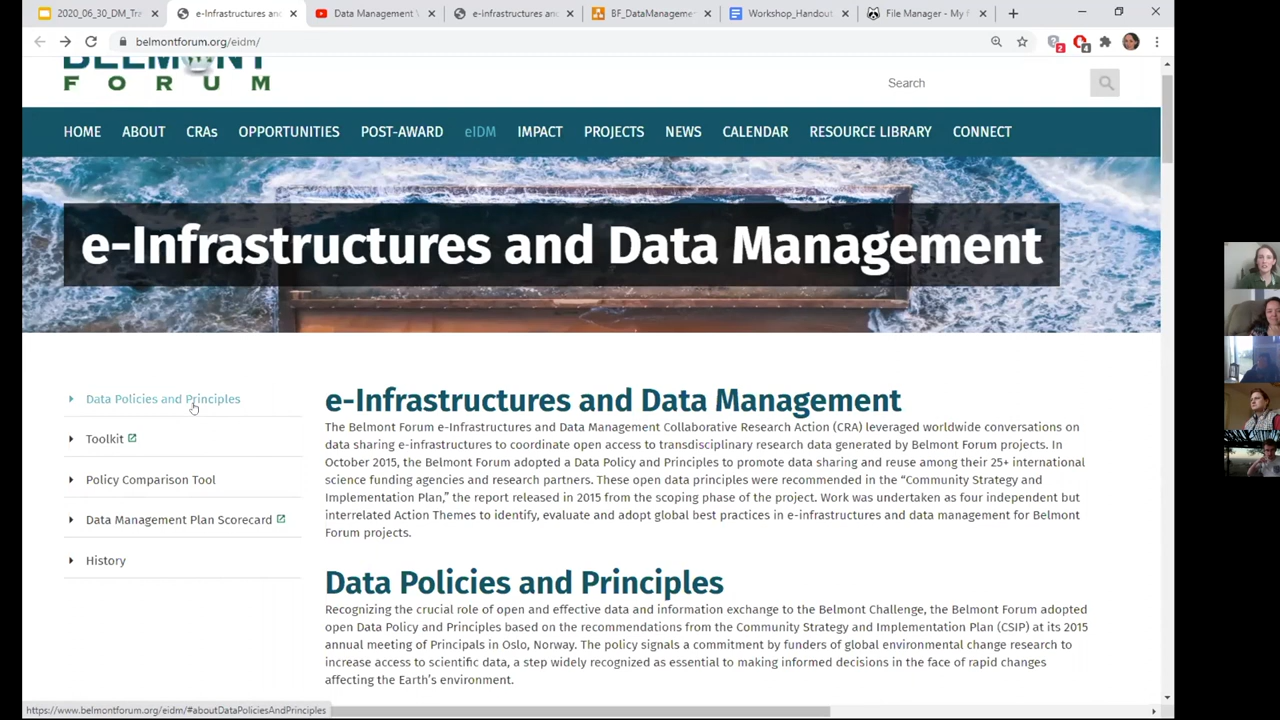 2020_06_30_DM_Tra
e-Infrastructures and
Data Management
e-Infrastructures and
BF_DataManageme
Workshop_Handout
File Manager - My f
belmontforum.org/eidm/
2
4
BELMONT
FORUM
Search
HOME ABOUT CRAs OPPORTUNITIES POST-AWARD eIDM IMPACT PROJECTS NEWS CALENDAR RESOURCE LIBRARY CONNECT
e-Infrastructures and Data Management
Data Policies and Principles
Toolkit
Policy Comparison Tool
Data Management Plan Scorecard
History
e-Infrastructures and Data Management
The Belmont Forum e-Infrastructures and Data Management Collaborative Research Action (CRA) leveraged worldwide conversations on
data sharing e-infrastructures to coordinate open access to transdisciplinary research data generated by Belmont Forum projects. In
October 2015, the Belmont Forum adopted a Data Policy and Principles to promote data sharing and reuse among their 25+ international
science funding agencies and research partners. These open data principles were recommended in the “Community Strategy and
Implementation Plan,” the report released in 2015 from the scoping phase of the project. Work was undertaken as four independent but
interrelated Action Themes to identify, evaluate and adopt global best practices in e-infrastructures and data management for Belmont
Forum projects.
Data Policies and Principles
Recognizing the crucial role of open and effective data and information exchange to the Belmont Challenge, the Belmont Forum adopted
open Data Policy and Principles based on the recommendations from the Community Strategy and Implementation Plan (CSIP) at its 2015
annual meeting of Principals in Oslo, Norway. The policy signals a commitment by funders of global environmental change research to
increase access to scientific data, a step widely recognized as essential to making informed decisions in the face of rapid changes
affecting the Earth’s environment.
https://www.belmontforum.org/eidm/#aboutDataPoliciesAndPrinciples